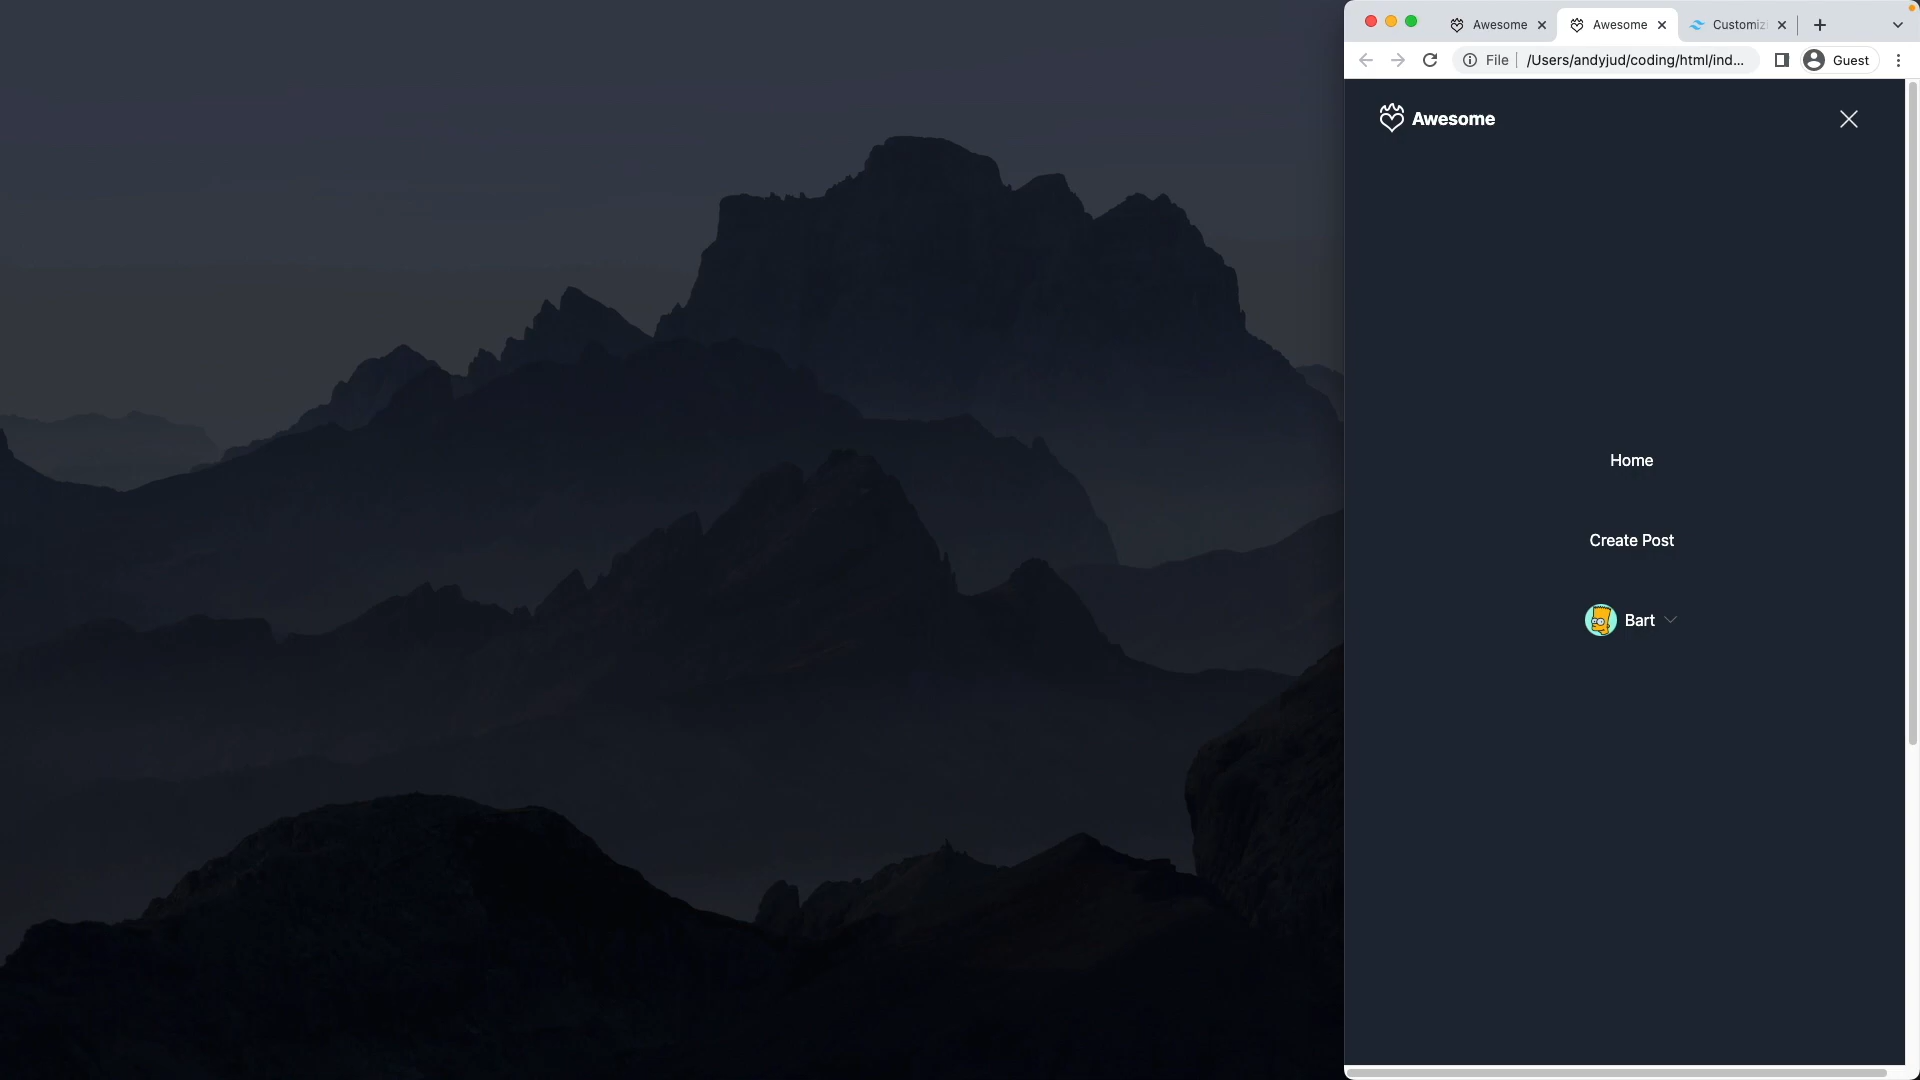 Awesome
Awesome
Customiz
File
/Users/andyjud/coding/html/ind...
Guest
Awesome
Home
Create Post
Bart